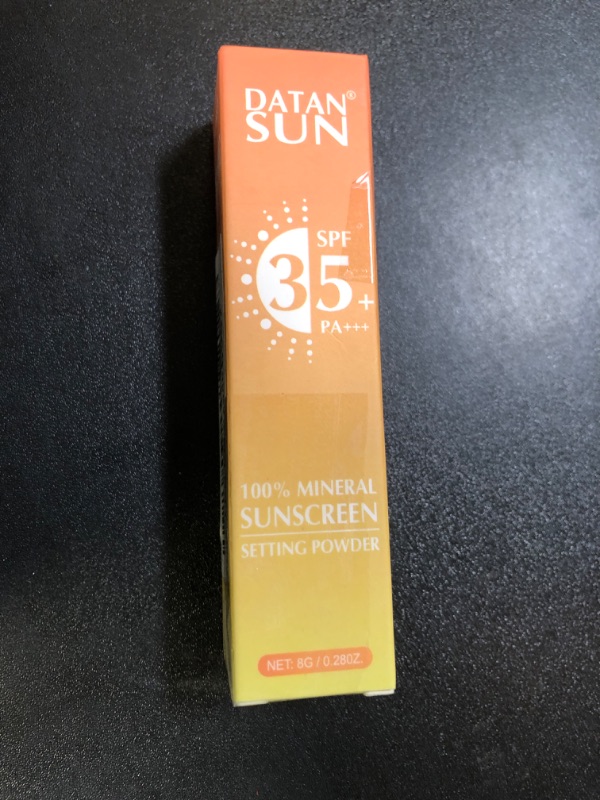 DATAN®
SUN
SPF
35+
PA+++
100% MINERAL
SUNSCREEN
SETTING POWDER
NET: 8G / 0.28OZ.